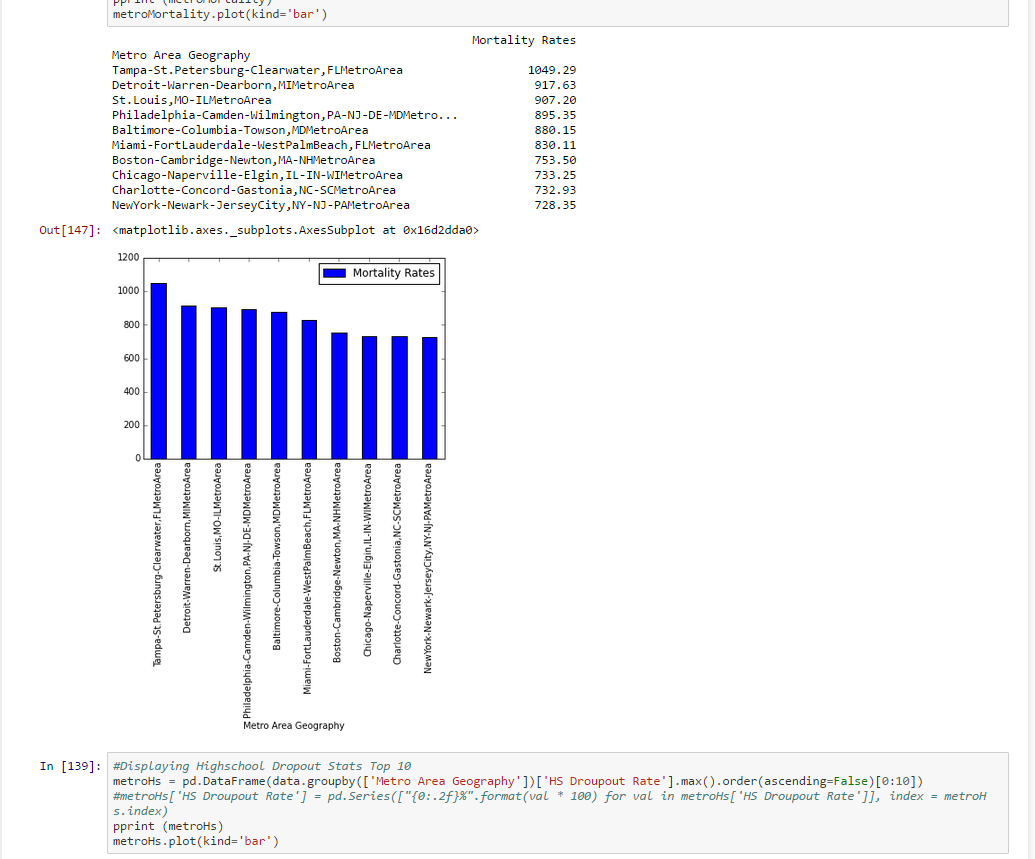 pprint (metroMortality)
metroMortality.plot(kind='bar')
Mortality Rates
Metro Area Geography
Tampa-St.Petersburg-Clearwater,FLMetroArea 1049.29
Detroit-Warren-Dearborn,MIMetroArea 917.63
St.Louis,MO-ILMetroArea 907.20
Philadelphia-Camden-Wilmington,PA-NJ-DE-MDMetro... 895.35
Baltimore-Columbia-Towson,MDMetroArea 880.15
Miami-FortLauderdale-WestPalmBeach,FLMetroArea 830.11
Boston-Cambridge-Newton,MA-NHMetroArea 753.50
Chicago-Naperville-Elgin,IL-IN-WIMetroArea 733.25
Charlotte-Concord-Gastonia,NC-SCMetroArea 732.93
NewYork-Newark-JerseyCity,NY-NJ-PAMetroArea 728.35
Out[147]: <matplotlib.axes._subplots.AxesSubplot at 0x16d2dda0>
1200
1000
800
600
400
200
0
Mortality Rates
Tampa-St.Petersburg-Clearwater,FLMetroArea
Detroit-Warren-Dearborn,MIMetroArea
St.Louis,MO-ILMetroArea
Philadelphia-Camden-Wilmington,PA-NJ-DE-MDMetroArea
Baltimore-Columbia-Towson,MDMetroArea
Miami-FortLauderdale-WestPalmBeach,FLMetroArea
Boston-Cambridge-Newton,MA-NHMetroArea
Chicago-Naperville-Elgin,IL-IN-WIMetroArea
Charlotte-Concord-Gastonia,NC-SCMetroArea
NewYork-Newark-JerseyCity,NY-NJ-PAMetroArea
Metro Area Geography
In [139]: #Displaying Highschool Dropout Stats Top 10
metroHs = pd.DataFrame(data.groupby(['Metro Area Geography'])['HS Droupout Rate'].max().order(ascending=False)[0:10])
#metroHs['HS Droupout Rate'] = pd.Series(["{0:.2f}%".format(val * 100) for val in metroHs['HS Droupout Rate']], index = metroH
s.index)
pprint (metroHs)
metroHs.plot(kind='bar')